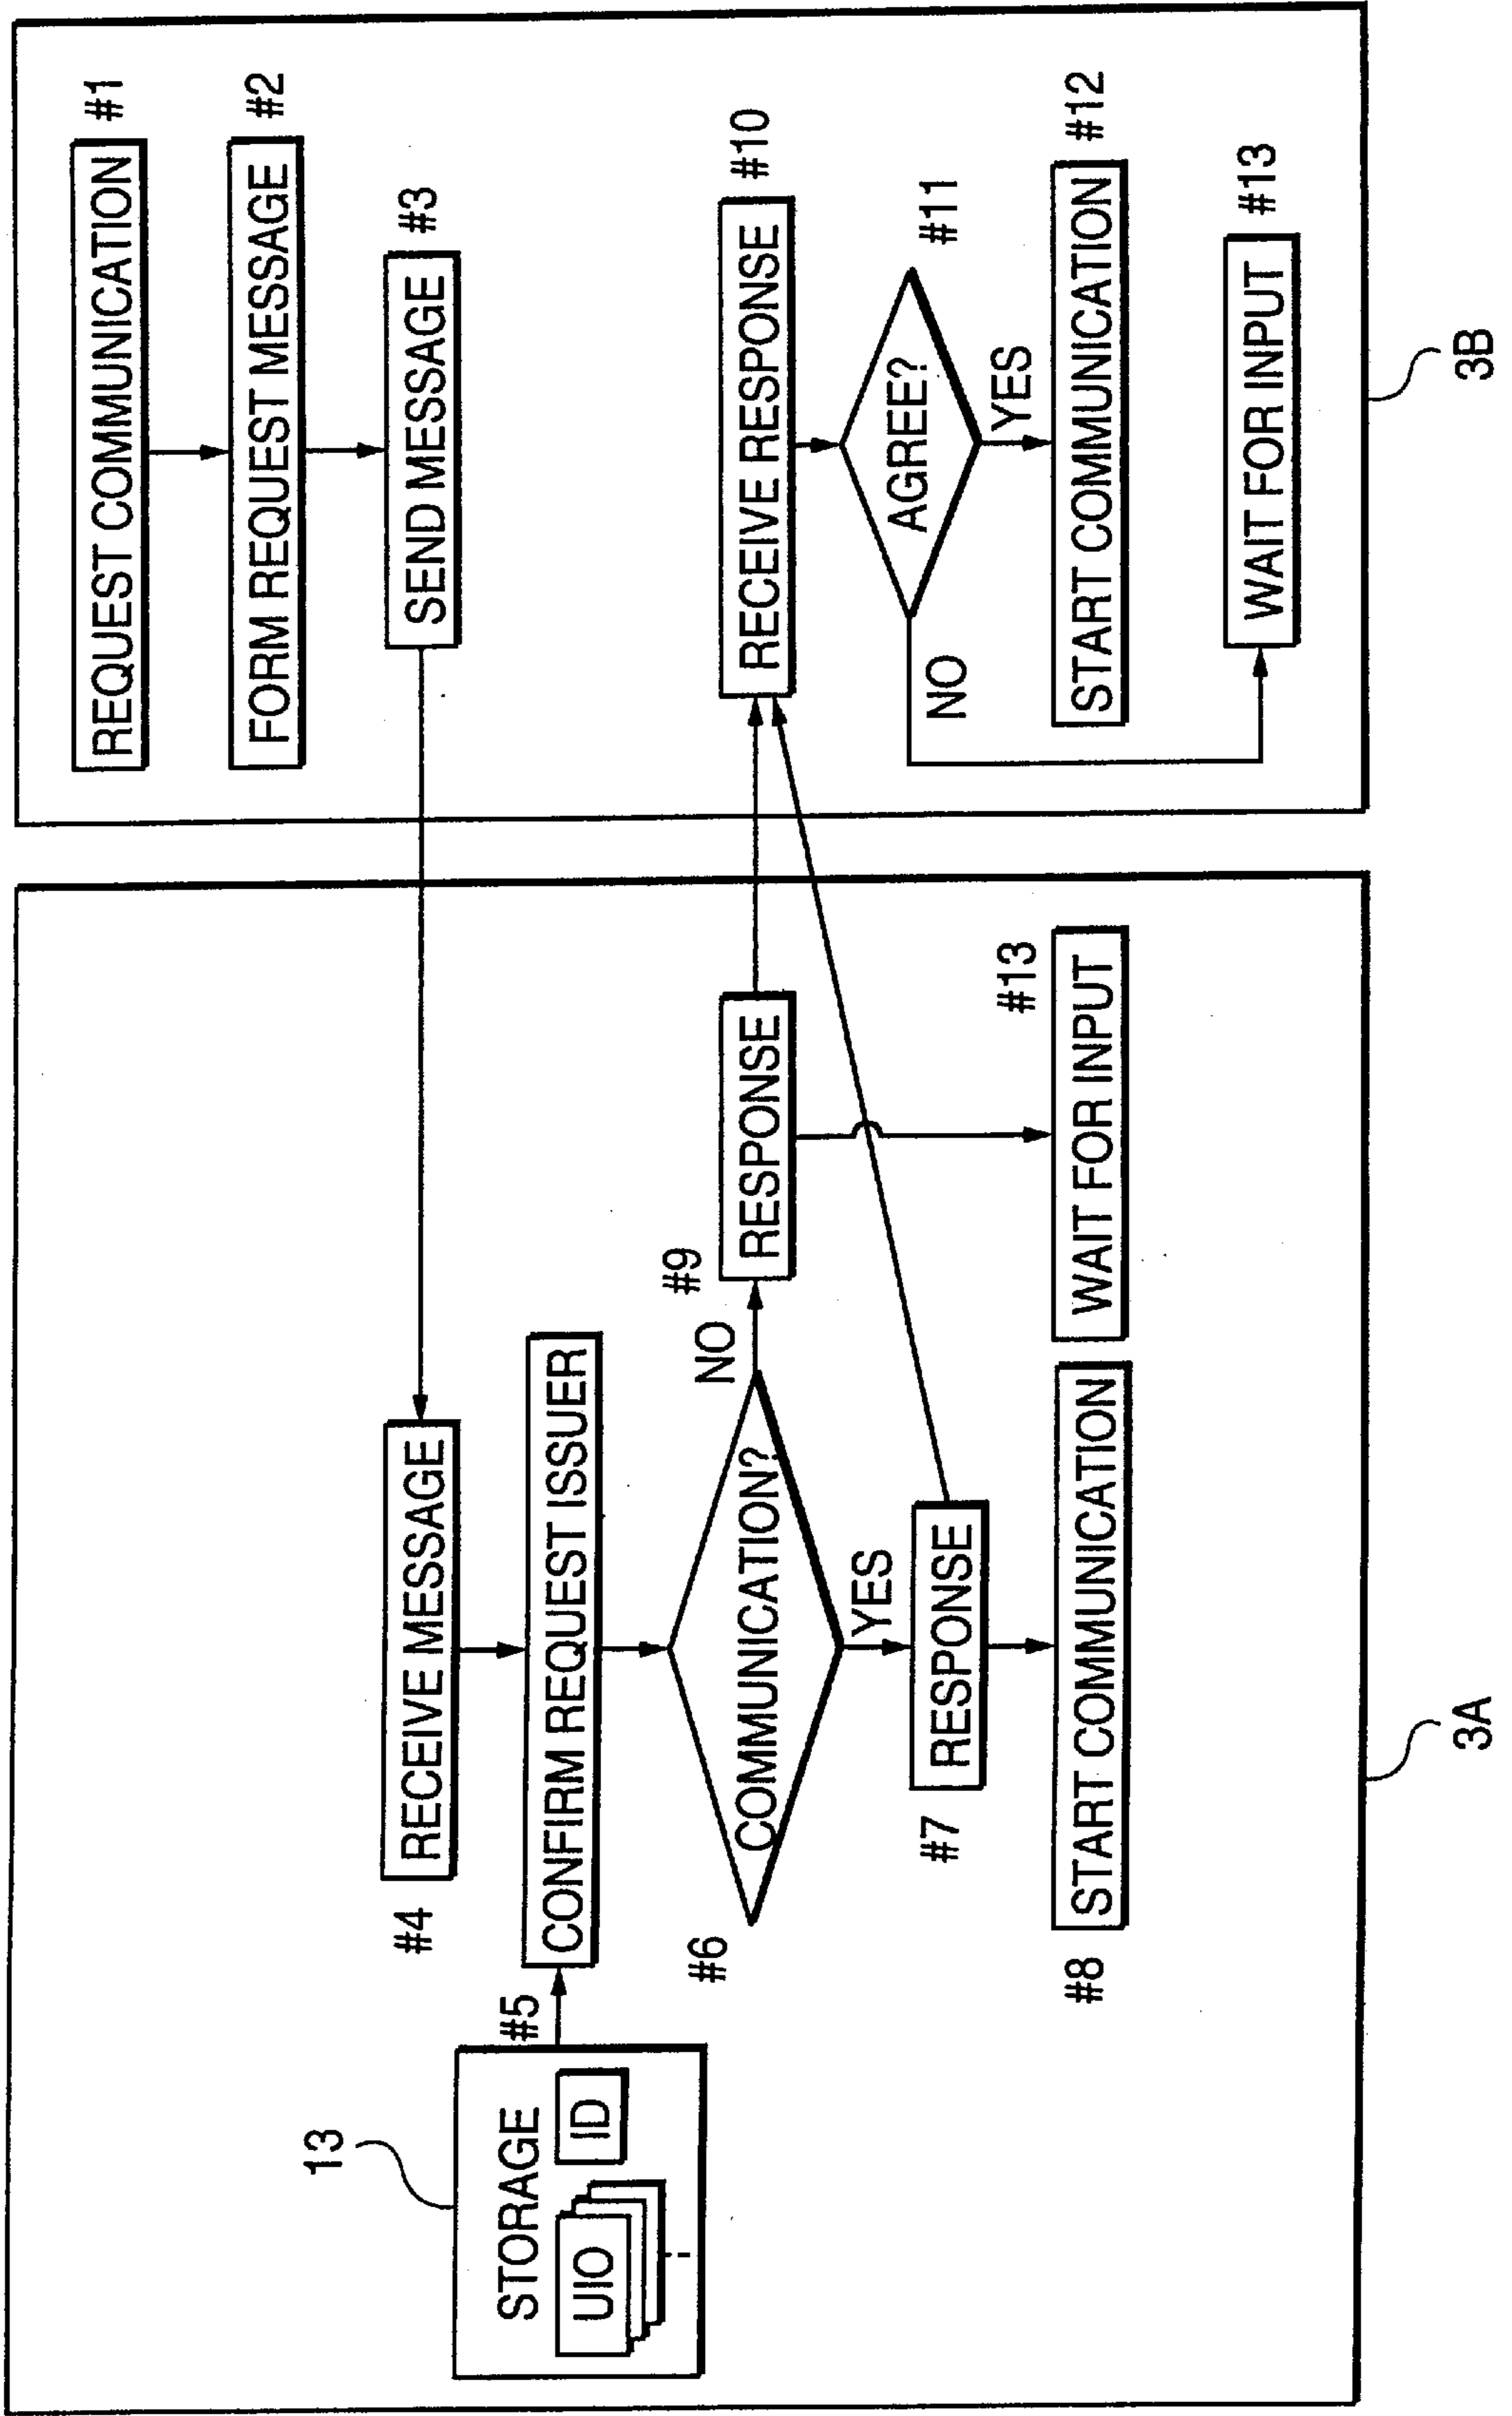 13
STORAGE
UIO
ID
#4
RECEIVE MESSAGE
#5
CONFIRM REQUEST ISSUER
#6
COMMUNICATION?
NO
YES
#9
RESPONSE
#7
RESPONSE
#8
START COMMUNICATION
#13
WAIT FOR INPUT
3A
REQUEST COMMUNICATION
#1
FORM REQUEST MESSAGE
#2
SEND MESSAGE
#3
RECEIVE RESPONSE
#10
AGREE?
#11
NO
YES
START COMMUNICATION
#12
WAIT FOR INPUT
#13
3B